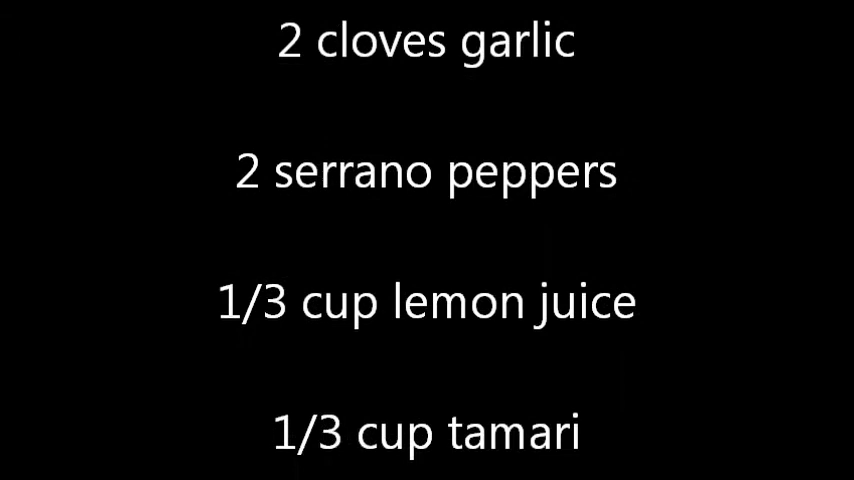 2 cloves garlic
2 serrano peppers
1/3 cup lemon juice
1/3 cup tamari